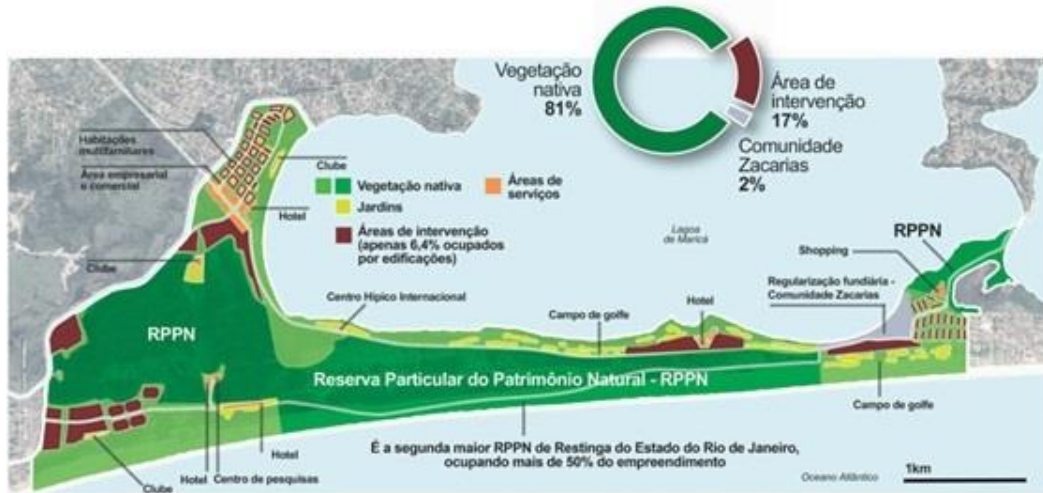 Vegetação
nativa
81%
Área de
intervenção
17%
Comunidade
Zacarias
2%
Habitações
multifamiliares
Área empresarial
e comercial
Clube
Vegetação nativa
Jardins
Áreas de intervenção
(apenas 6,4% ocupados
por edificações)
Áreas de
serviços
Hotel
Clube
Lagoa
de Maricá
RPPN
Shopping
Regularização fundiária -
Comunidade Zacarias
Centro Hípico Internacional
Hotel
Campo de golfe
RPPN
Reserva Particular do Patrimônio Natural - RPPN
Campo de golfe
É a segunda maior RPPN de Restinga do Estado do Rio de Janeiro,
ocupando mais de 50% do empreendimento
Hotel
Hotel
Centro de pesquisas
Clube
Oceano Atlântico
1km